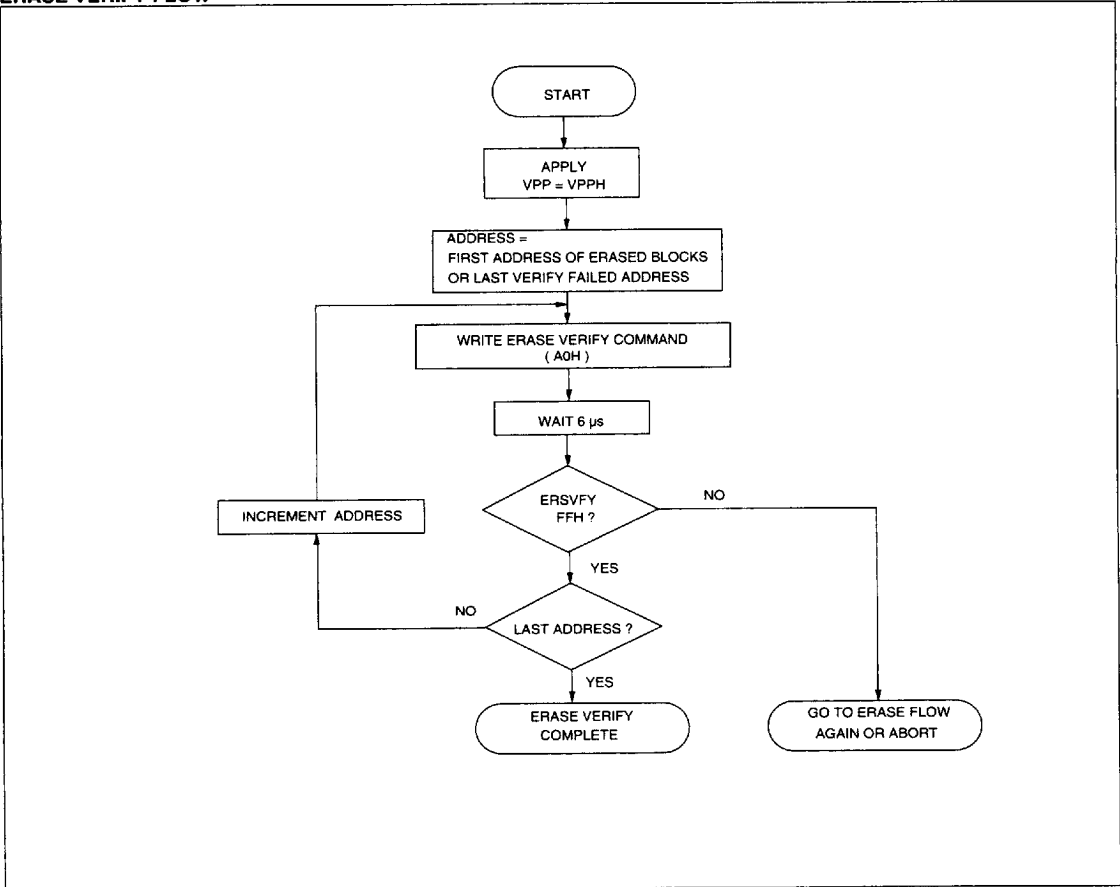 START
APPLY
VPP = VPPH
ADDRESS =
FIRST ADDRESS OF ERASED BLOCKS
OR LAST VERIFY FAILED ADDRESS
WRITE ERASE VERIFY COMMAND
( A0H )
WAIT 6 µs
ERSVFY
FFH ?
NO
INCREMENT ADDRESS
YES
NO
LAST ADDRESS ?
YES
ERASE VERIFY
COMPLETE
GO TO ERASE FLOW
AGAIN OR ABORT